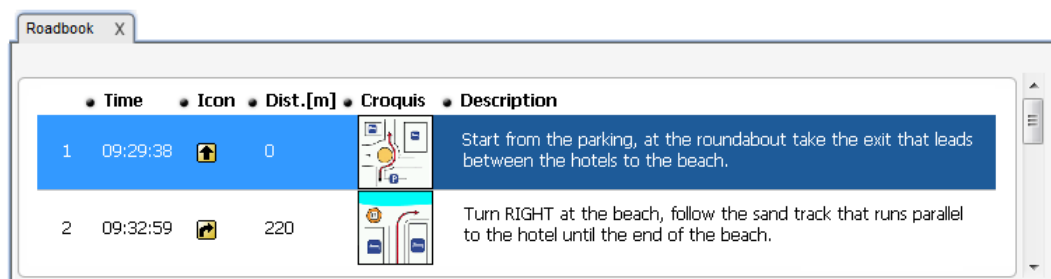 Roadbook X
Time Icon Dist.[m] Croquis Description
1 09:29:38 0 Start from the parking, at the roundabout take the exit that leads
between the hotels to the beach.
2 09:32:59 220 Turn RIGHT at the beach, follow the sand track that runs parallel
to the hotel until the end of the beach.